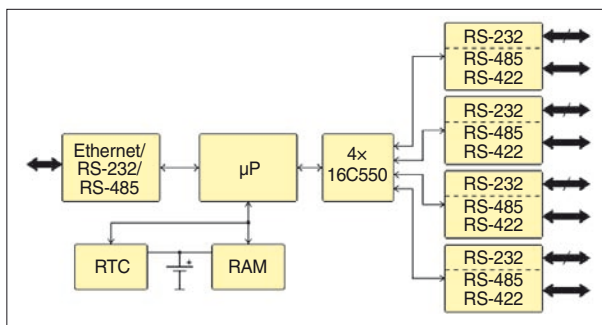 Ethernet/
RS-232/
RS-485
µP
4×
16C550
RTC
+
RAM
RS-232
RS-485
RS-422
RS-232
RS-485
RS-422
RS-232
RS-485
RS-422
RS-232
RS-485
RS-422